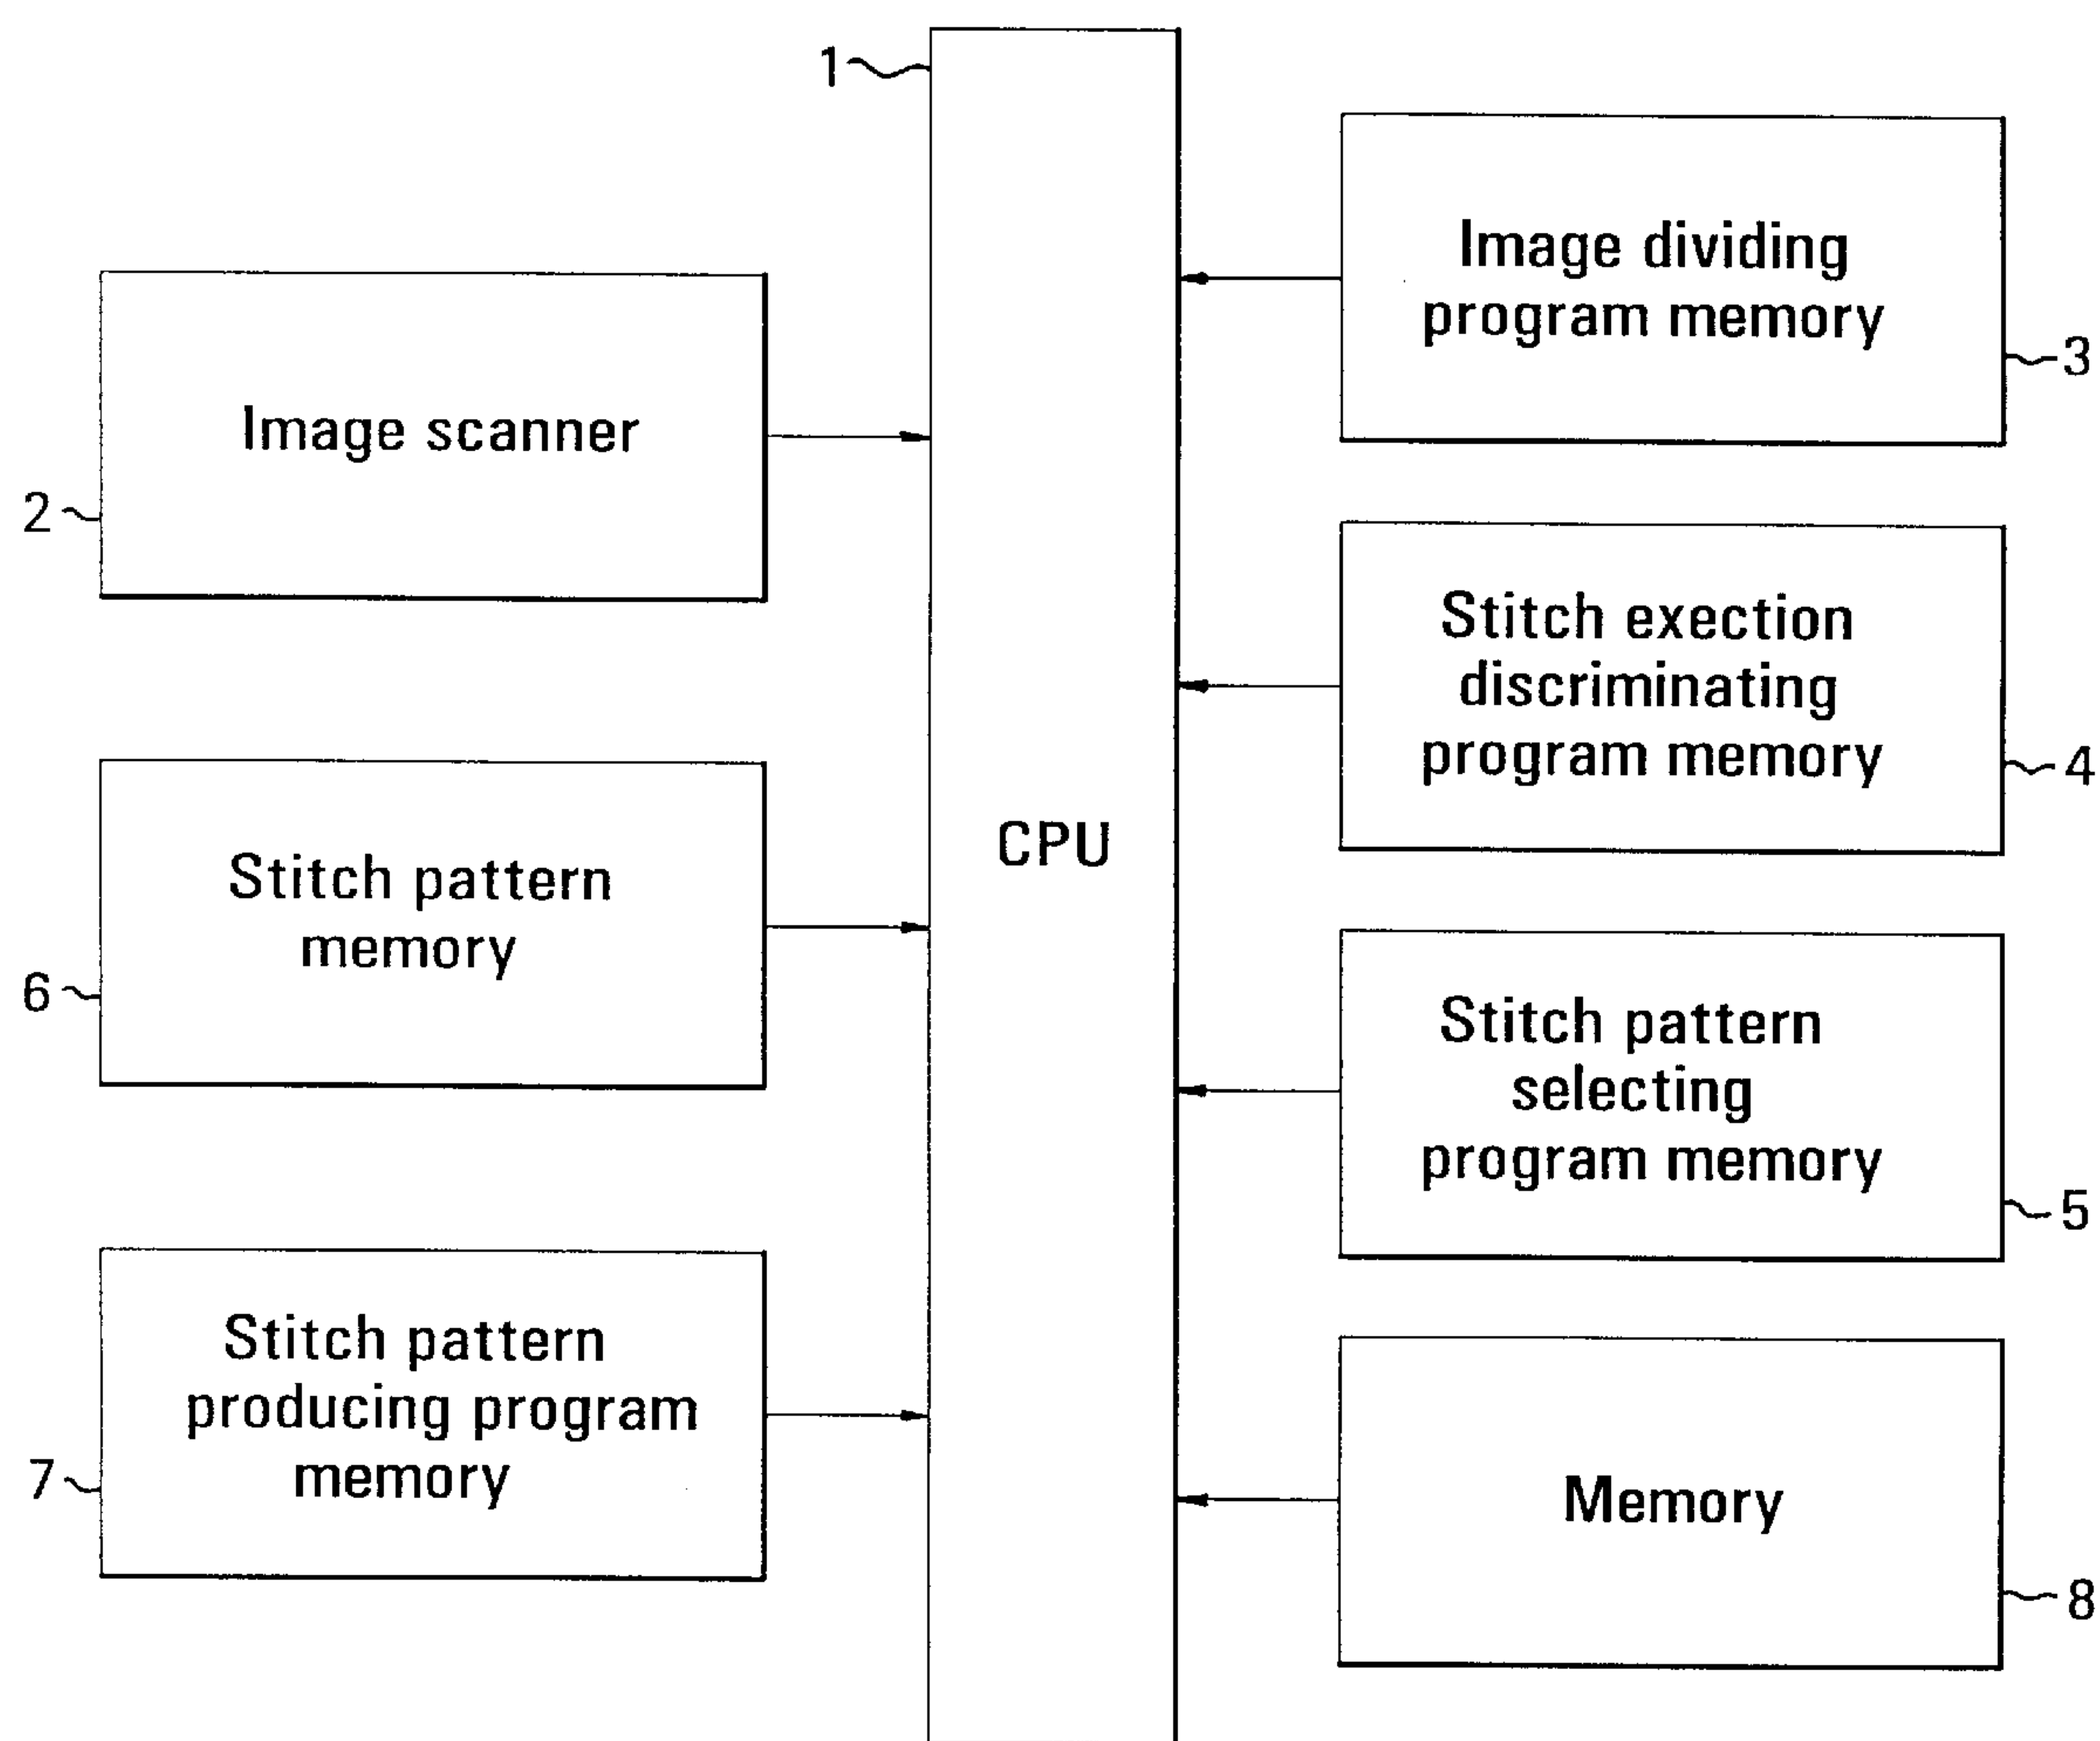 1
Image dividing
program memory
3
Image scanner
2
Stitch exection
discriminating
program memory
4
CPU
Stitch pattern
memory
6
Stitch pattern
selecting
program memory
5
Stitch pattern
producing program
memory
7
Memory
8